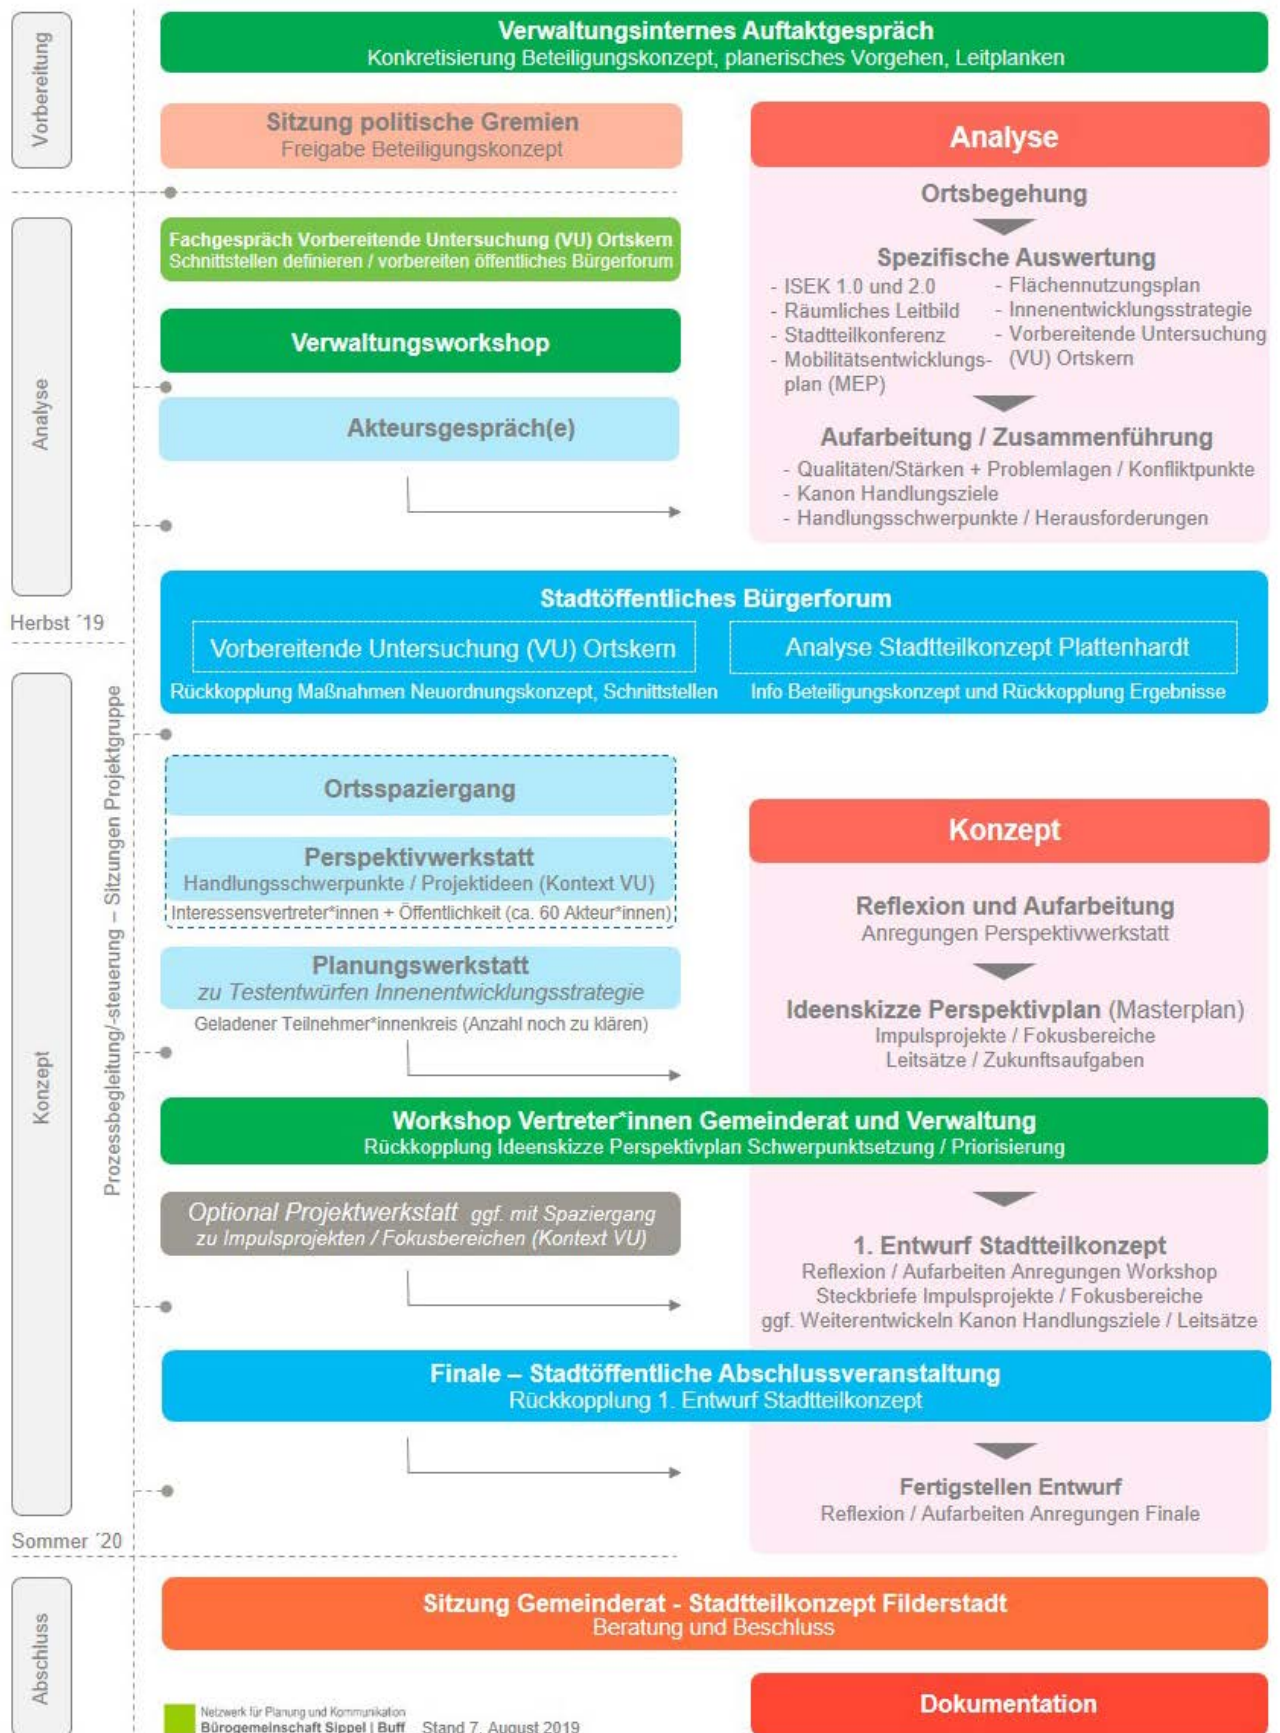 Vorbereitung
Verwaltungsinternes Auftaktgespräch
Konkretisierung Beteiligungskonzept, planerisches Vorgehen, Leitplanken
Sitzung politische Gremien
Freigabe Beteiligungskonzept
Analyse
Fachgespräch Vorbereitende Untersuchung (VU) Ortskern
Schnittstellen definieren / vorbereiten öffentliches Bürgerforum
Verwaltungsworkshop
Akteursgespräch(e)
Analyse
Ortsbegehung
Spezifische Auswertung
- ISEK 1.0 und 2.0
- Räumliches Leitbild
- Stadtteilkonferenz
- Mobilitätsentwicklungs-
plan (MEP)
- Flächennutzungsplan
- Innenentwicklungsstrategie
- Vorbereitende Untersuchung
(VU) Ortskern
Aufarbeitung / Zusammenführung
- Qualitäten/Stärken + Problemlagen / Konfliktpunkte
- Kanon Handlungsziele
- Handlungsschwerpunkte / Herausforderungen
Herbst ´19
Stadtöffentliches Bürgerforum
Vorbereitende Untersuchung (VU) Ortskern
Rückkopplung Maßnahmen Neuordnungskonzept, Schnittstellen
Analyse Stadtteilkonzept Plattenhardt
Info Beteiligungskonzept und Rückkopplung Ergebnisse
Konzept
Prozessbegleitung/-steuerung – Sitzungen Projektgruppe
Ortsspaziergang
Perspektivwerkstatt
Handlungsschwerpunkte / Projektideen (Kontext VU)
Interessensvertreter*innen + Öffentlichkeit (ca. 60 Akteur*innen)
Planungswerkstatt
zu Testentwürfen Innenentwicklungsstrategie
Geladener Teilnehmer*innenkreis (Anzahl noch zu klären)
Konzept
Reflexion und Aufarbeitung
Anregungen Perspektivwerkstatt
Ideenskizze Perspektivplan (Masterplan)
Impulsprojekte / Fokusbereiche
Leitsätze / Zukunftsaufgaben
Workshop Vertreter*innen Gemeinderat und Verwaltung
Rückkopplung Ideenskizze Perspektivplan Schwerpunktsetzung / Priorisierung
Optional Projektwerkstatt ggf. mit Spaziergang
zu Impulsprojekten / Fokusbereichen (Kontext VU)
1. Entwurf Stadtteilkonzept
Reflexion / Aufarbeiten Anregungen Workshop
Steckbriefe Impulsprojekte / Fokusbereiche
ggf. Weiterentwickeln Kanon Handlungsziele / Leitsätze
Finale – Stadtöffentliche Abschlussveranstaltung
Rückkopplung 1. Entwurf Stadtteilkonzept
Fertigstellen Entwurf
Reflexion / Aufarbeiten Anregungen Finale
Sommer ´20
Abschluss
Sitzung Gemeinderat - Stadtteilkonzept Filderstadt
Beratung und Beschluss
Dokumentation
Netzwerk für Planung und Kommunikation
Bürogemeinschaft Sippel | Buff Stand 7. August 2019